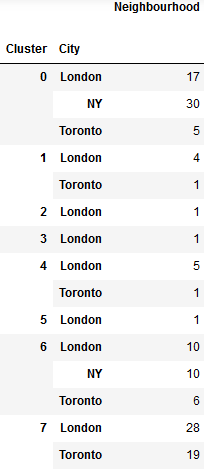 Neighbourhood
Cluster City
0 London 17
NY 30
Toronto 5
1 London 4
Toronto 1
2 London 1
3 London 1
4 London 5
Toronto 1
5 London 1
6 London 10
NY 10
Toronto 6
7 London 28
Toronto 19